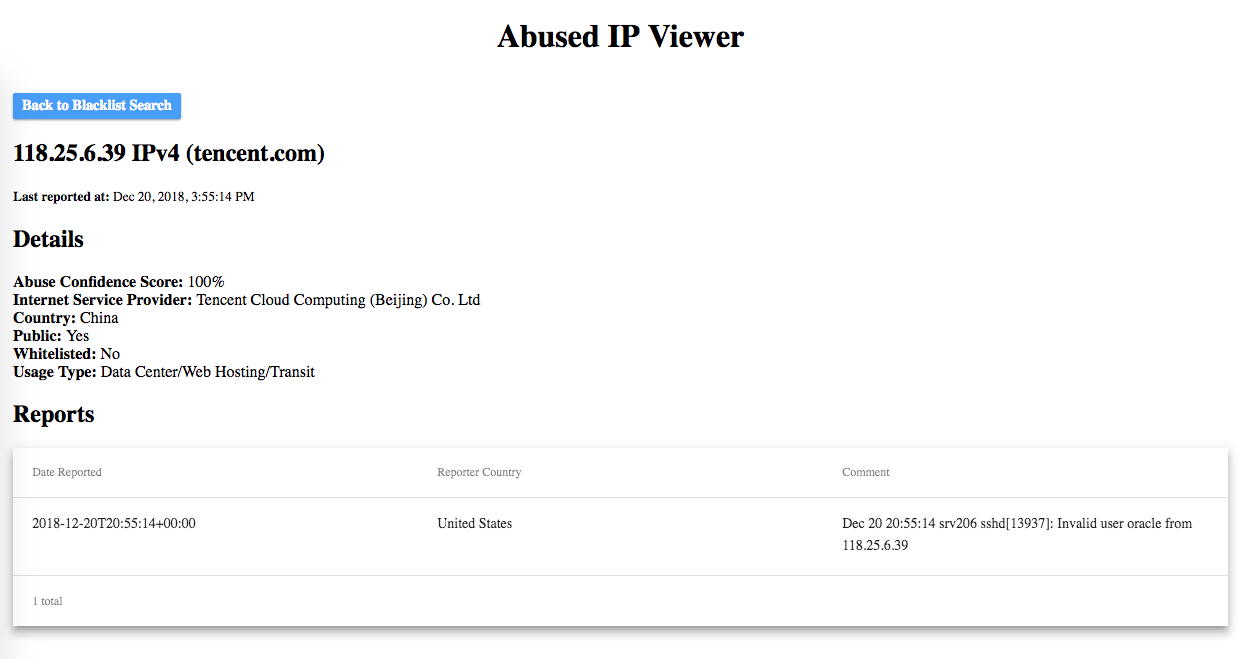 Abused IP Viewer
Back to Blacklist Search
118.25.6.39 IPv4 (tencent.com)
Last reported at: Dec 20, 2018, 3:55:14 PM
Details
Abuse Confidence Score: 100%
Internet Service Provider: Tencent Cloud Computing (Beijing) Co. Ltd
Country: China
Public: Yes
Whitelisted: No
Usage Type: Data Center/Web Hosting/Transit
Reports
Date Reported Reporter Country Comment
2018-12-20T20:55:14+00:00 United States Dec 20 20:55:14 srv206 sshd[13937]: Invalid user oracle from
118.25.6.39
1 total